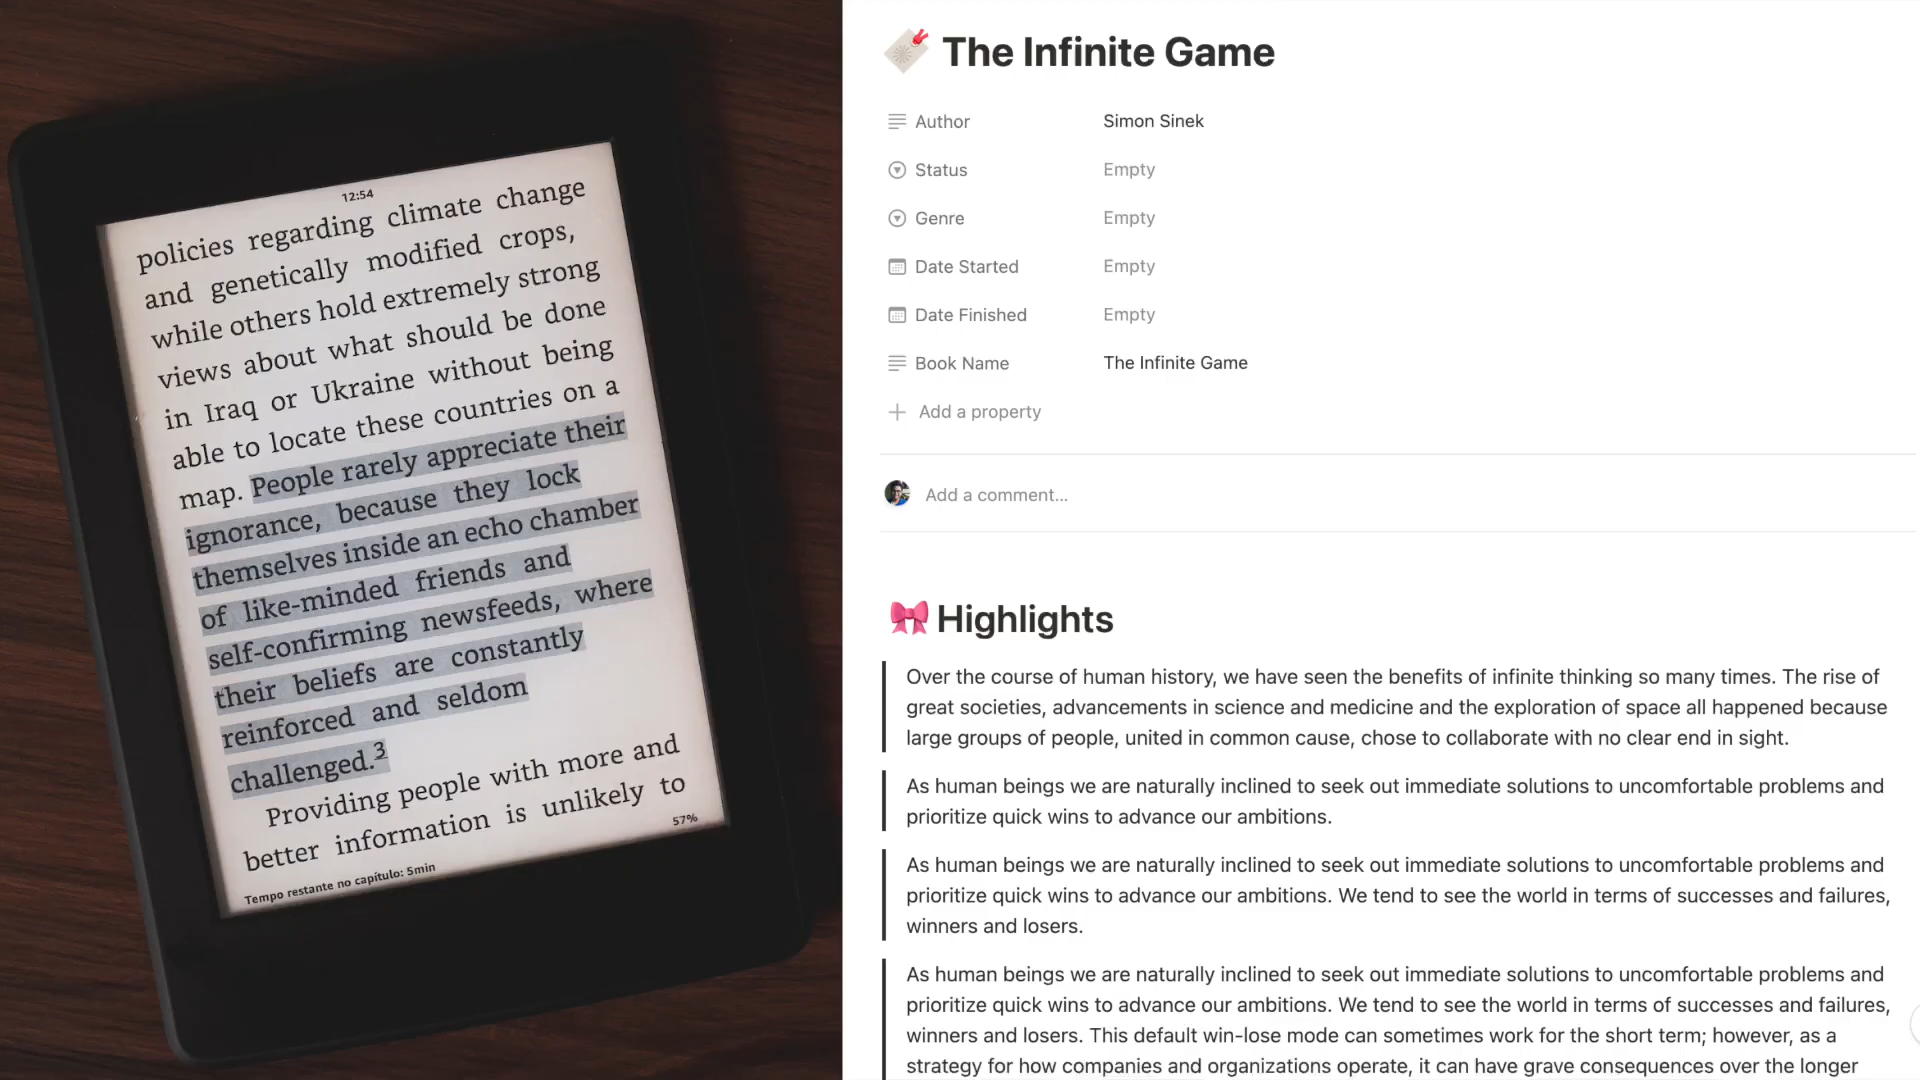 12:54
policies regarding climate change
and genetically modified crops,
while others hold extremely strong
views about what should be done
in Iraq or Ukraine without being
able to locate these countries on a
map. People rarely appreciate their
ignorance, because they lock
themselves inside an echo chamber
of like-minded friends and
self-confirming newsfeeds, where
their beliefs are constantly
reinforced and seldom
challenged.3
Providing people with more and
better information is unlikely to
57%
Tempo restante no capítulo: 5min
The Infinite Game
Author Simon Sinek
Status Empty
Genre Empty
Date Started Empty
Date Finished Empty
Book Name The Infinite Game
Add a property
Add a comment...
Highlights
Over the course of human history, we have seen the benefits of infinite thinking so many times. The rise of
great societies, advancements in science and medicine and the exploration of space all happened because
large groups of people, united in common cause, chose to collaborate with no clear end in sight.
As human beings we are naturally inclined to seek out immediate solutions to uncomfortable problems and
prioritize quick wins to advance our ambitions.
As human beings we are naturally inclined to seek out immediate solutions to uncomfortable problems and
prioritize quick wins to advance our ambitions. We tend to see the world in terms of successes and failures,
winners and losers.
As human beings we are naturally inclined to seek out immediate solutions to uncomfortable problems and
prioritize quick wins to advance our ambitions. We tend to see the world in terms of successes and failures,
winners and losers. This default win-lose mode can sometimes work for the short term; however, as a
strategy for how companies and organizations operate, it can have grave consequences over the longer